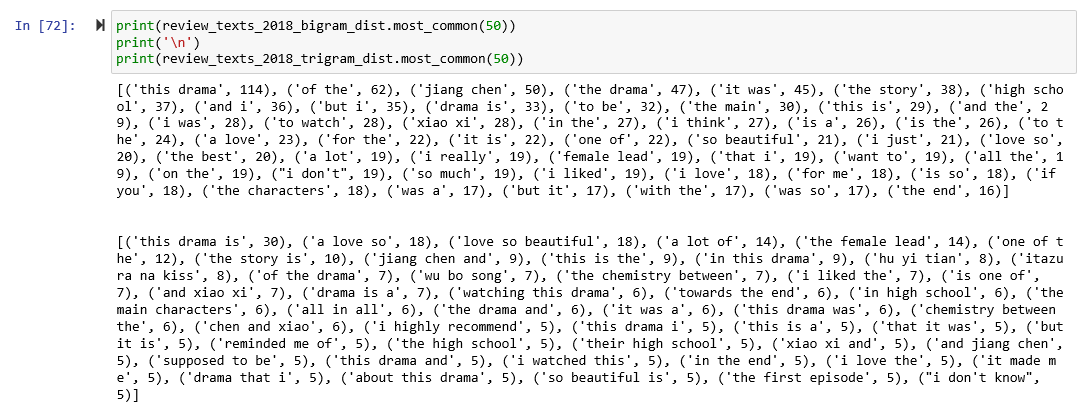 In [72]:
print(review_texts_2018_bigram_dist.most_common(50))
print('\n')
print(review_texts_2018_trigram_dist.most_common(50))
[('this drama', 114), ('of the', 62), ('jiang chen', 50), ('the drama', 47), ('it was', 45), ('the story', 38), ('high scho
ol', 37), ('and i', 36), ('but i', 35), ('drama is', 33), ('to be', 32), ('the main', 30), ('this is', 29), ('and the', 2
9), ('i was', 28), ('to watch', 28), ('xiao xi', 28), ('in the', 27), ('i think', 27), ('is a', 26), ('is the', 26), ('to t
he', 24), ('a love', 23), ('for the', 22), ('it is', 22), ('one of', 22), ('so beautiful', 21), ('i just', 21), ('love so',
20), ('the best', 20), ('a lot', 19), ('i really', 19), ('female lead', 19), ('that i', 19), ('want to', 19), ('all the', 1
9), ('on the', 19), ("i don't", 19), ('so much', 19), ('i liked', 19), ('i love', 18), ('for me', 18), ('is so', 18), ('if
you', 18), ('the characters', 18), ('was a', 17), ('but it', 17), ('with the', 17), ('was so', 17), ('the end', 16)]
[('this drama is', 30), ('a love so', 18), ('love so beautiful', 18), ('a lot of', 14), ('the female lead', 14), ('one of t
he', 12), ('the story is', 10), ('jiang chen and', 9), ('this is the', 9), ('in this drama', 9), ('hu yi tian', 8), ('itazu
ra na kiss', 8), ('of the drama', 7), ('wu bo song', 7), ('the chemistry between', 7), ('i liked the', 7), ('is one of',
7), ('and xiao xi', 7), ('drama is a', 7), ('watching this drama', 6), ('towards the end', 6), ('in high school', 6), ('the
main characters', 6), ('all in all', 6), ('the drama and', 6), ('it was a', 6), ('this drama was', 6), ('chemistry between
the', 6), ('chen and xiao', 6), ('i highly recommend', 5), ('this drama i', 5), ('this is a', 5), ('that it was', 5), ('but
it is', 5), ('reminded me of', 5), ('the high school', 5), ('their high school', 5), ('xiao xi and', 5), ('and jiang chen',
5), ('supposed to be', 5), ('this drama and', 5), ('i watched this', 5), ('in the end', 5), ('i love the', 5), ('it made m
e', 5), ('drama that i', 5), ('about this drama', 5), ('so beautiful is', 5), ('the first episode', 5), ("i don't know",
5)]